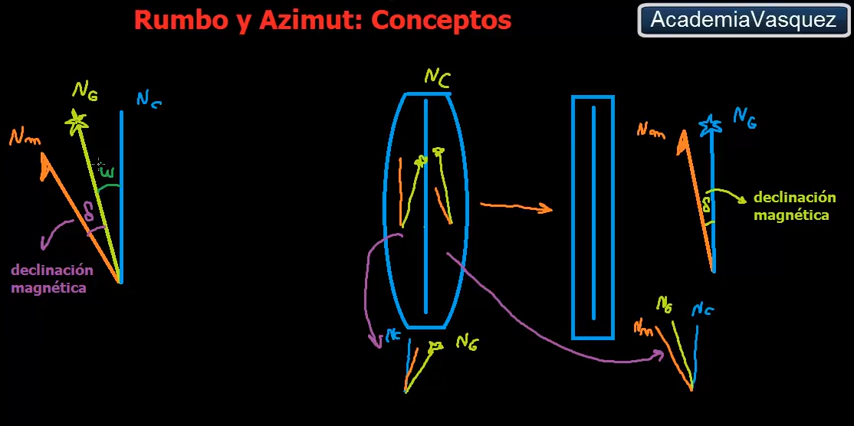 Rumbo y Azimut: Conceptos
AcademiaVasquez
Nm
NG
Nc
ω
δ
declinación
magnética
NC
NG
Nm
NG
δ
declinación
magnética
Nm
NG
Nc